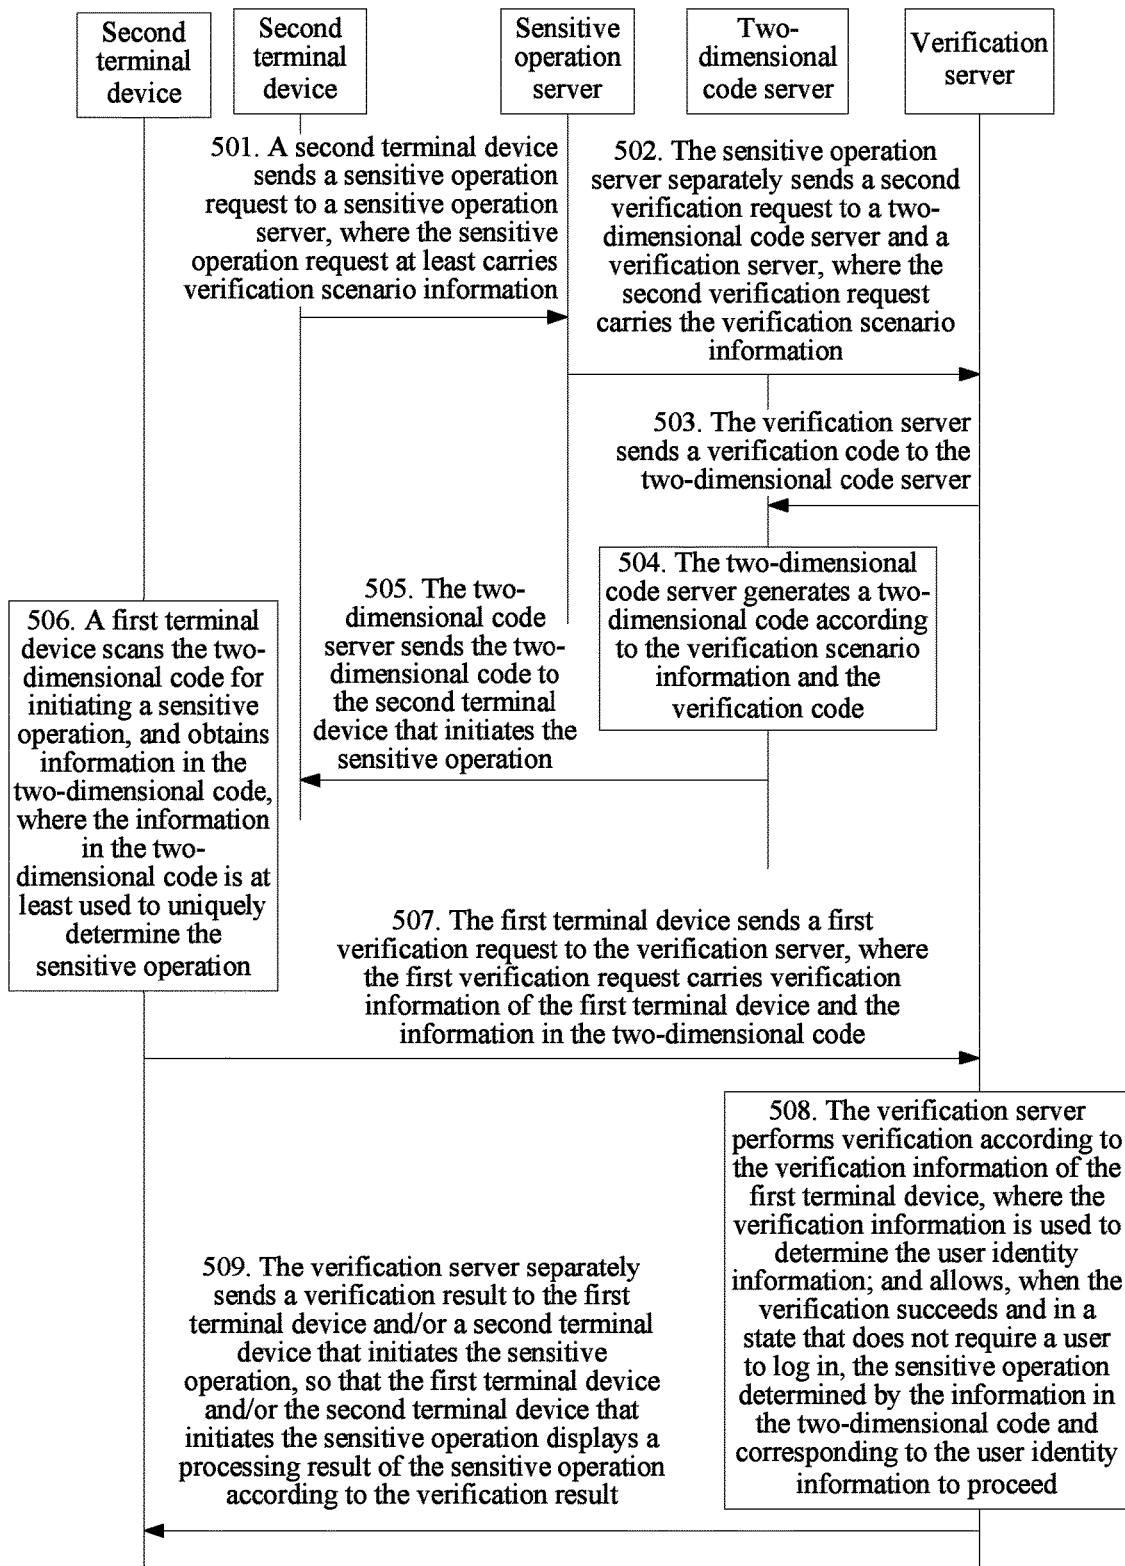 Second
terminal
device
Second
terminal
device
Sensitive
operation
server
Two-
dimensional
code server
Verification
server
501. A second terminal device
sends a sensitive operation
request to a sensitive operation
server, where the sensitive
operation request at least carries
verification scenario information
502. The sensitive operation
server separately sends a second
verification request to a two-
dimensional code server and a
verification server, where the
second verification request
carries the verification scenario
information
503. The verification server
sends a verification code to the
two-dimensional code server
504. The two-dimensional
code server generates a two-
dimensional code according
to the verification scenario
information and the
verification code
505. The two-
dimensional code
server sends the two-
dimensional code to
the second terminal
device that initiates the
sensitive operation
506. A first terminal
device scans the two-
dimensional code for
initiating a sensitive
operation, and obtains
information in the
two-dimensional code,
where the information
in the two-
dimensional code is at
least used to uniquely
determine the
sensitive operation
507. The first terminal device sends a first
verification request to the verification server, where
the first verification request carries verification
information of the first terminal device and the
information in the two-dimensional code
508. The verification server
performs verification according to
the verification information of the
first terminal device, where the
verification information is used to
determine the user identity
information; and allows, when the
verification succeeds and in a
state that does not require a user
to log in, the sensitive operation
determined by the information in
the two-dimensional code and
corresponding to the user identity
information to proceed
509. The verification server separately
sends a verification result to the first
terminal device and/or a second terminal
device that initiates the sensitive
operation, so that the first terminal device
and/or the second terminal device that
initiates the sensitive operation displays a
processing result of the sensitive operation
according to the verification result